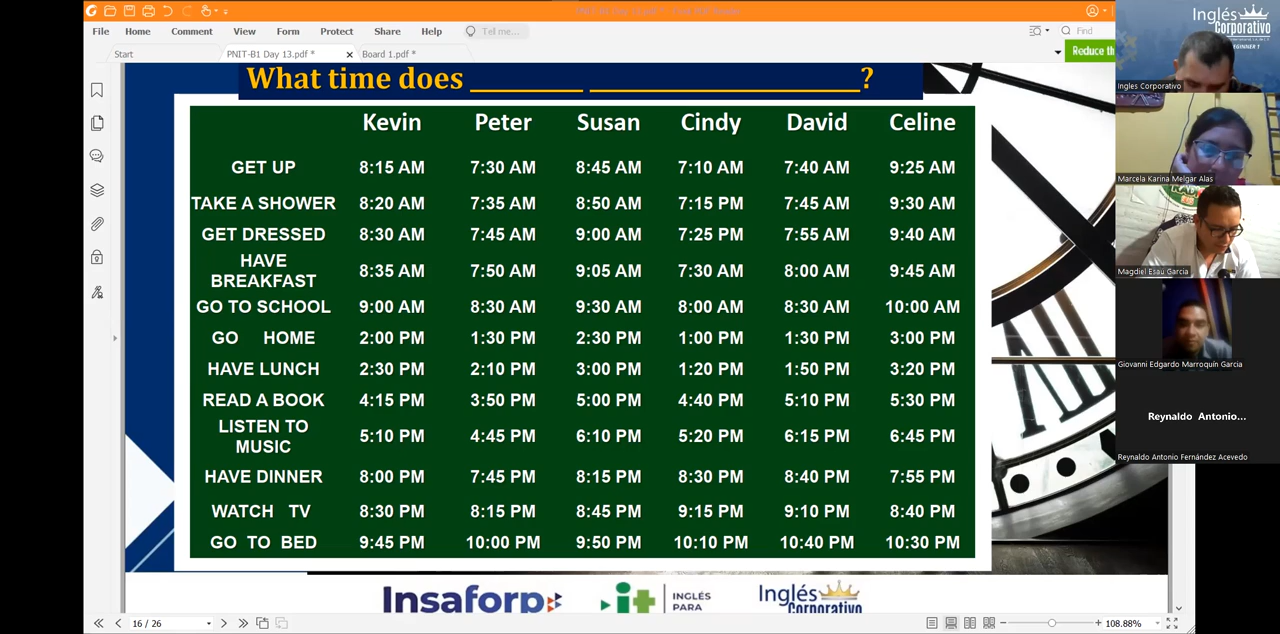 File Home Comment View Form Protect Share Help Tell me... Find
Start PNIT-B1 Day 13.pdf * Board 1.pdf * Reduce th
What time does _______ _________________?
Kevin Peter Susan Cindy David Celine
GET UP 8:15 AM 7:30 AM 8:45 AM 7:10 AM 7:40 AM 9:25 AM
TAKE A SHOWER 8:20 AM 7:35 AM 8:50 AM 7:15 PM 7:45 AM 9:30 AM
GET DRESSED 8:30 AM 7:45 AM 9:00 AM 7:25 PM 7:55 AM 9:40 AM
HAVE
BREAKFAST 8:35 AM 7:50 AM 9:05 AM 7:30 AM 8:00 AM 9:45 AM
GO TO SCHOOL 9:00 AM 8:30 AM 9:30 AM 8:00 AM 8:30 AM 10:00 AM
GO HOME 2:00 PM 1:30 PM 2:30 PM 1:00 PM 1:30 PM 3:00 PM
HAVE LUNCH 2:30 PM 2:10 PM 3:00 PM 1:20 PM 1:50 PM 3:20 PM
READ A BOOK 4:15 PM 3:50 PM 5:00 PM 4:40 PM 5:10 PM 5:30 PM
LISTEN TO
MUSIC 5:10 PM 4:45 PM 6:10 PM 5:20 PM 6:15 PM 6:45 PM
HAVE DINNER 8:00 PM 7:45 PM 8:15 PM 8:30 PM 8:40 PM 7:55 PM
WATCH TV 8:30 PM 8:15 PM 8:45 PM 9:15 PM 9:10 PM 8:40 PM
GO TO BED 9:45 PM 10:00 PM 9:50 PM 10:10 PM 10:40 PM 10:30 PM
Insaforp it INGLÉS
PARA
Inglés
Corporativo
16 / 26 108.88%
Inglés
Corporativo
BEGINNER 1
Ingles Corporativo
Marcela Karina Melgar Alas
Magdiel Esau Garcia
Giovanni Edgardo Marroquín Garcia
Reynaldo Antonio...
Reynaldo Antonio Fernández Acevedo